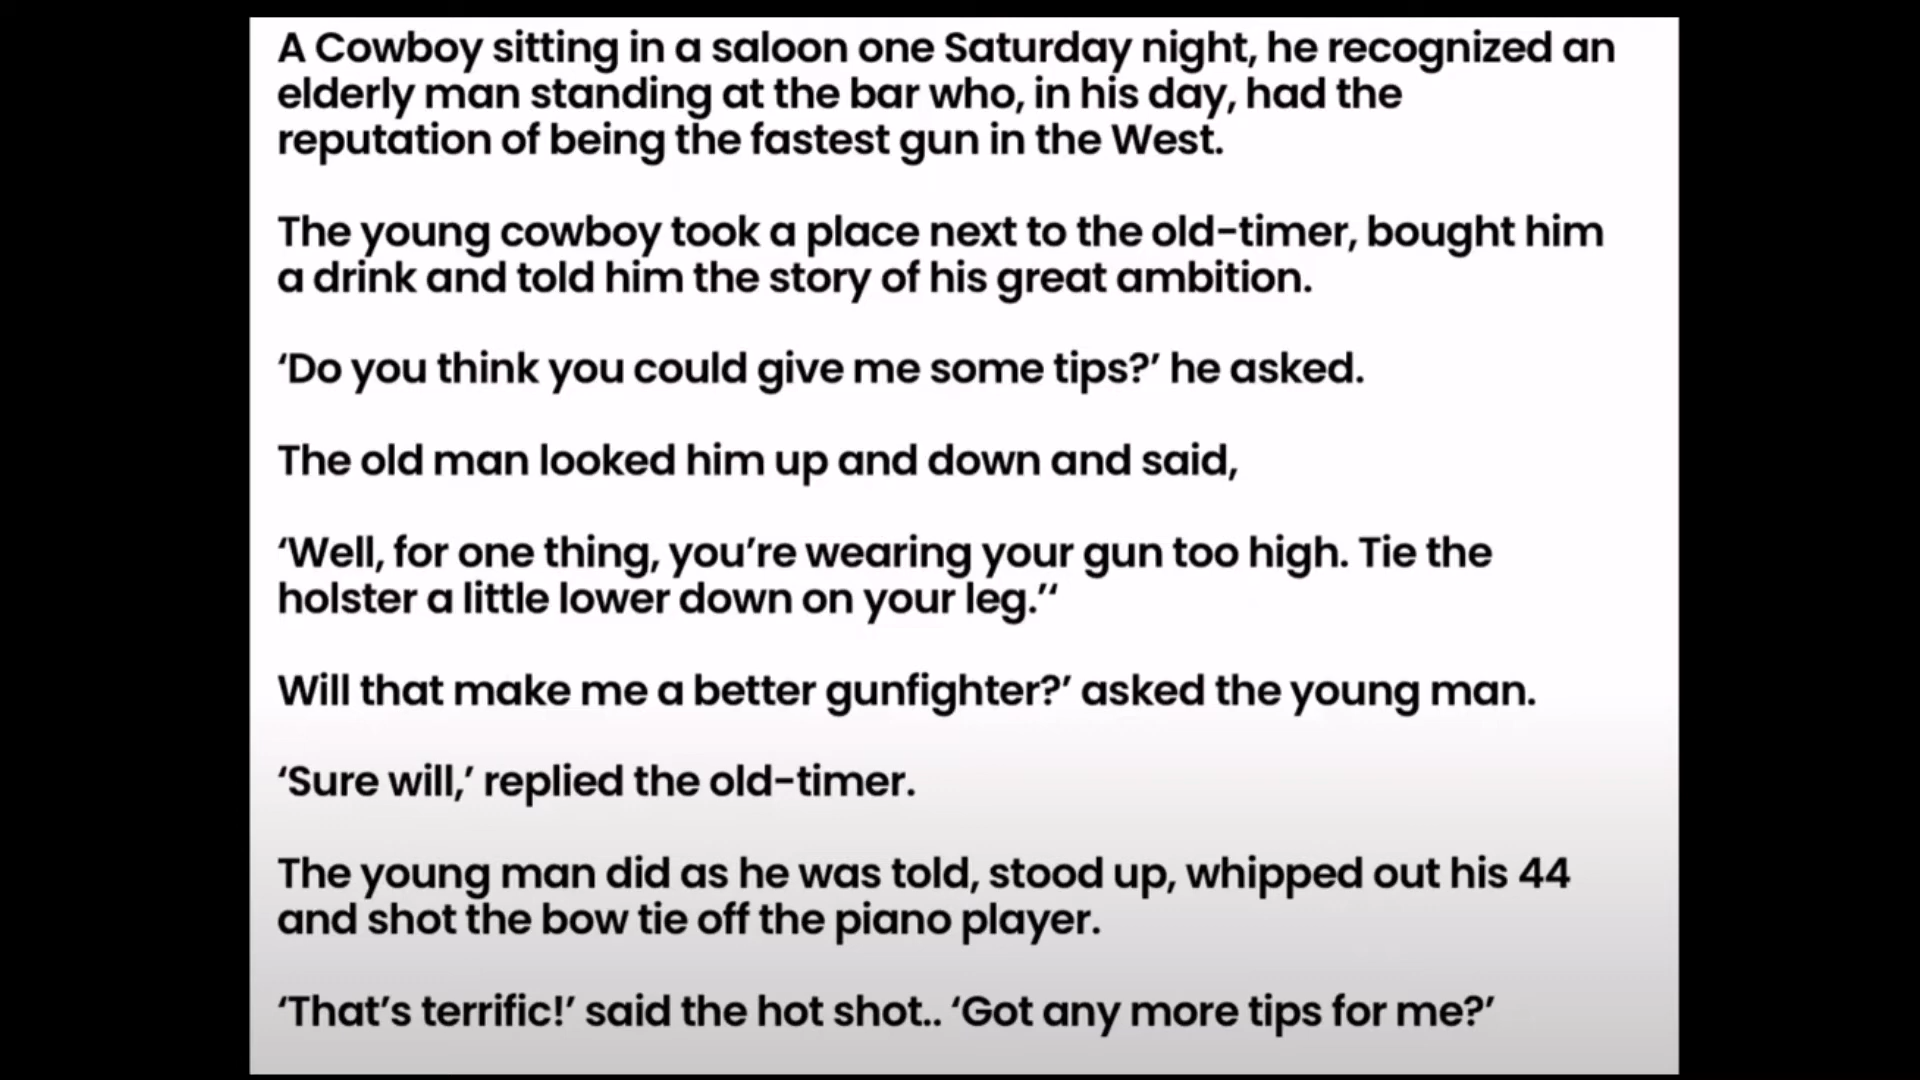 A Cowboy sitting in a saloon one Saturday night, he recognized an
elderly man standing at the bar who, in his day, had the
reputation of being the fastest gun in the West.
The young cowboy took a place next to the old-timer, bought him
a drink and told him the story of his great ambition.
‘Do you think you could give me some tips?’ he asked.
The old man looked him up and down and said,
‘Well, for one thing, you’re wearing your gun too high. Tie the
holster a little lower down on your leg.’‘
Will that make me a better gunfighter?’ asked the young man.
‘Sure will,’ replied the old-timer.
The young man did as he was told, stood up, whipped out his 44
and shot the bow tie off the piano player.
‘That’s terrific!’ said the hot shot.. ‘Got any more tips for me?’